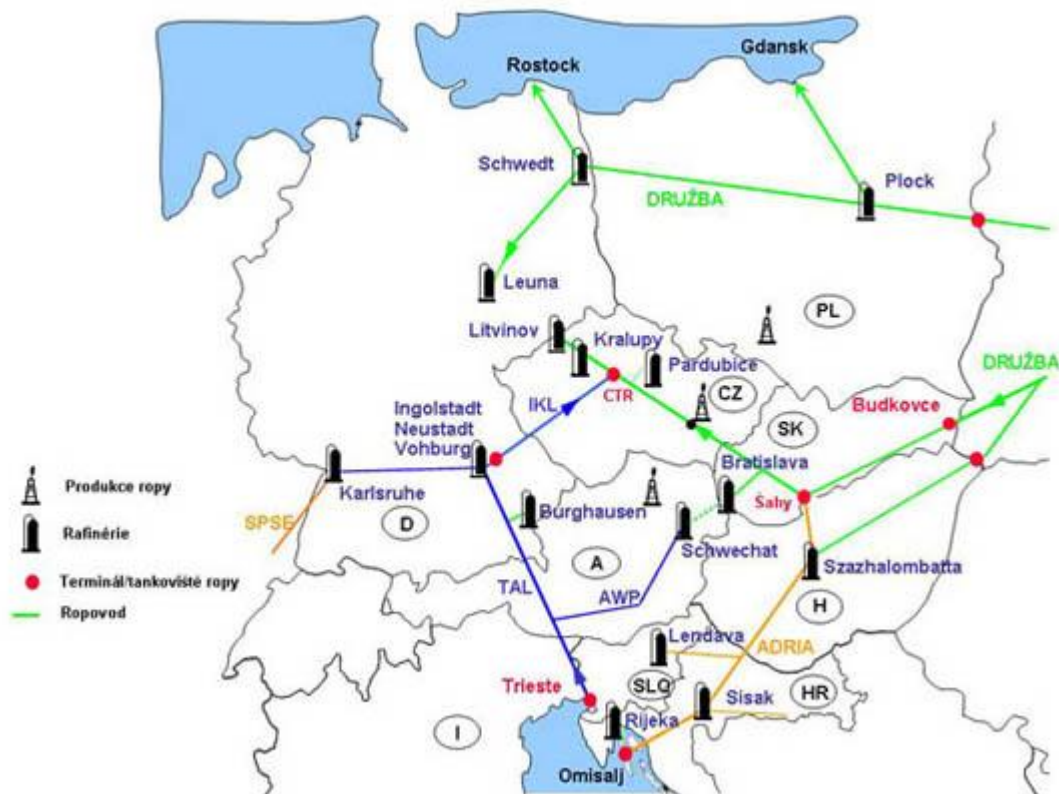 Gdansk
Rostock
Schwedt
Plock
DRUŽBA
Leuna
PL
Litvinov
Kralupy
Pardubice
DRUŽBA
CTR
CZ
IKL
Ingolstadt
Neustadt
Vohburg
Budkovce
SK
Bratislava
Produkce ropy
Karlsruhe
Šahy
SPSE
D
Burghausen
Rafinérie
Schwechat
A
Szazhalombatta
Terminál/tankoviště ropy
TAL
AWP
H
Ropovod
Lendava
ADRIA
Trieste
SLO
Sisak
HR
I
Rijeka
Omisalj